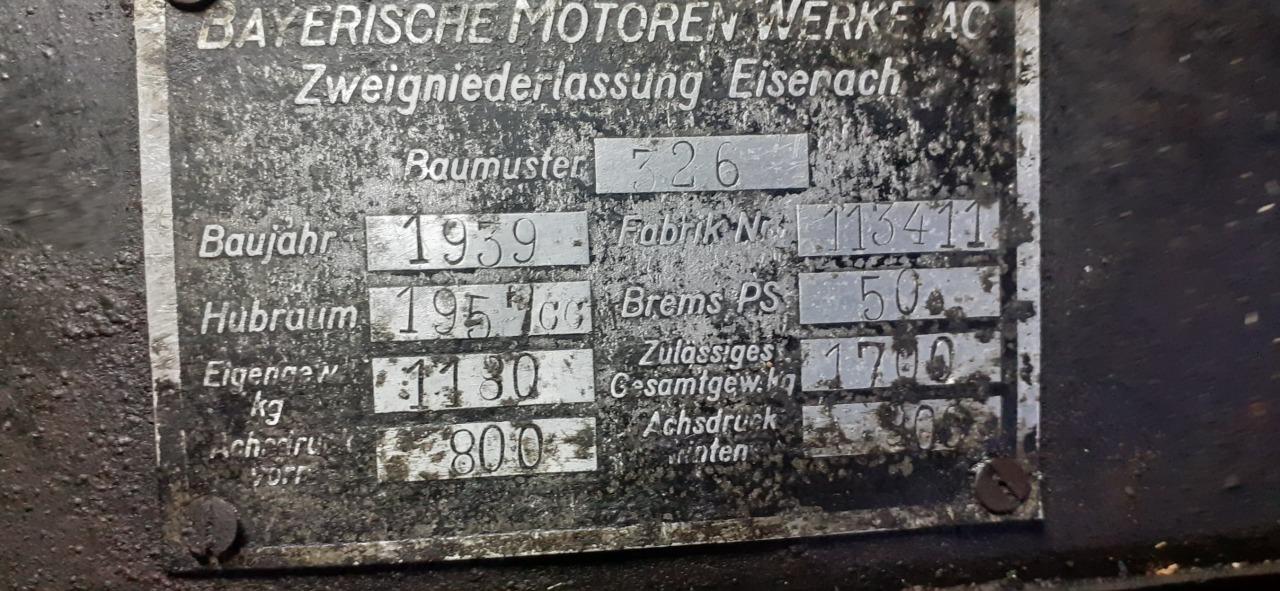 BAYERISCHE MOTOREN WERKE AG
Zweigniederlassung Eisenach
Baumuster 326
Baujahr 1939 Fabrik Nr. 113411
Hubraum 1957 cc Brems PS 50
Eigengew. kg 1180 Zulässiges Gesamtgew. kg 1700
Achsdruck vorn 800 Achsdruck hinten